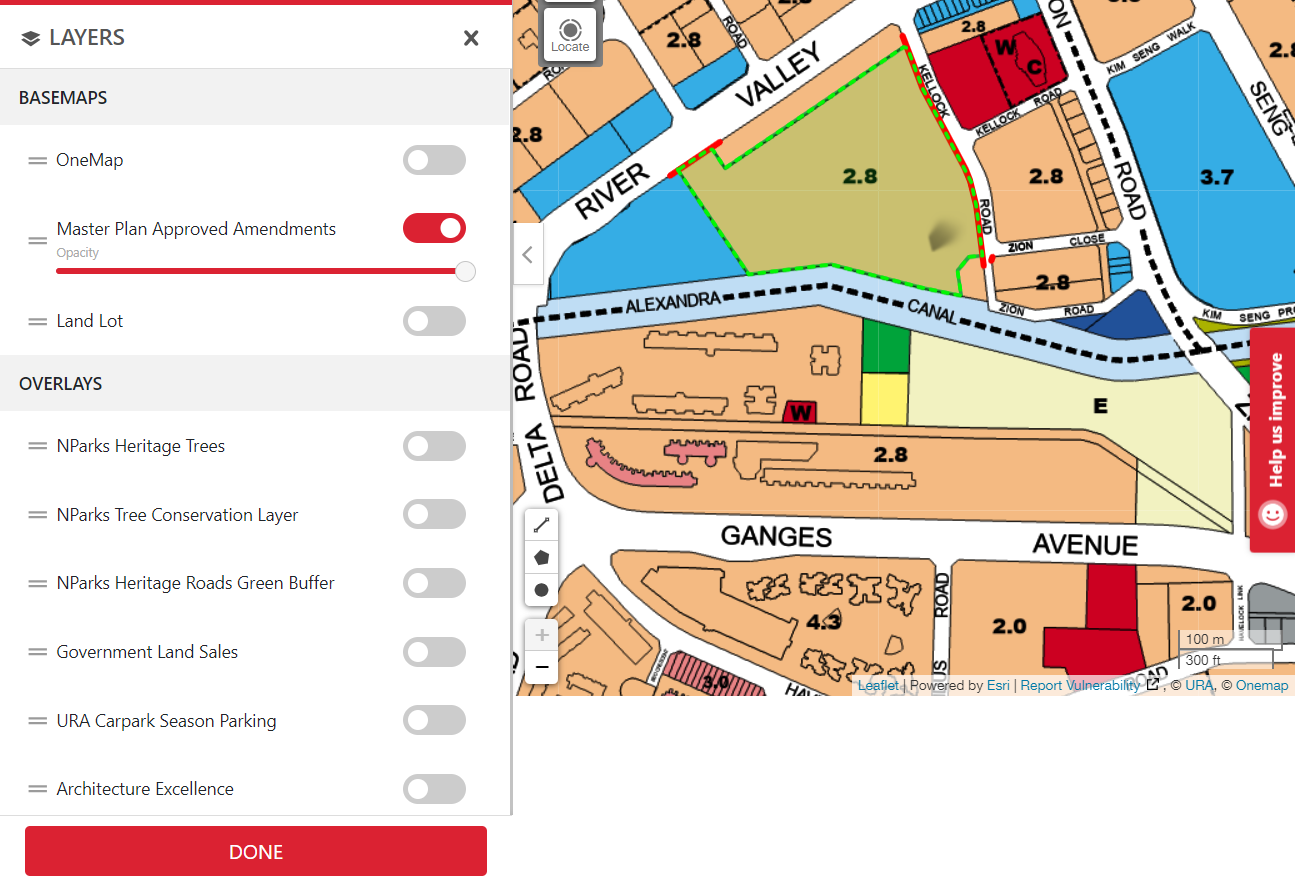 LAYERS
BASEMAPS
OneMap
Master Plan Approved Amendments
Opacity
Land Lot
OVERLAYS
NParks Heritage Trees
NParks Tree Conservation Layer
NParks Heritage Roads Green Buffer
Government Land Sales
URA Carpark Season Parking
Architecture Excellence
DONE
Locate
2.8
ROAD
2.8
W
C
KIM SENG WALK
VALLEY
KELLOCK
KELLOCK ROAD
SENG
2.8
RIVER
2.8
2.8
ROAD
3.7
ROAD
ZION CLOSE
2.8
ZION ROAD
KIM SENG
ALEXANDRA
CANAL
DELTA ROAD
W
E
2.8
Help us improve
GANGES AVENUE
ROAD
4.3
2.0
2.0
HAVELOCK LINK
3.0
100 m
300 ft
ROAD
Leaflet | Powered by Esri | Report Vulnerability , © URA, © Onemap